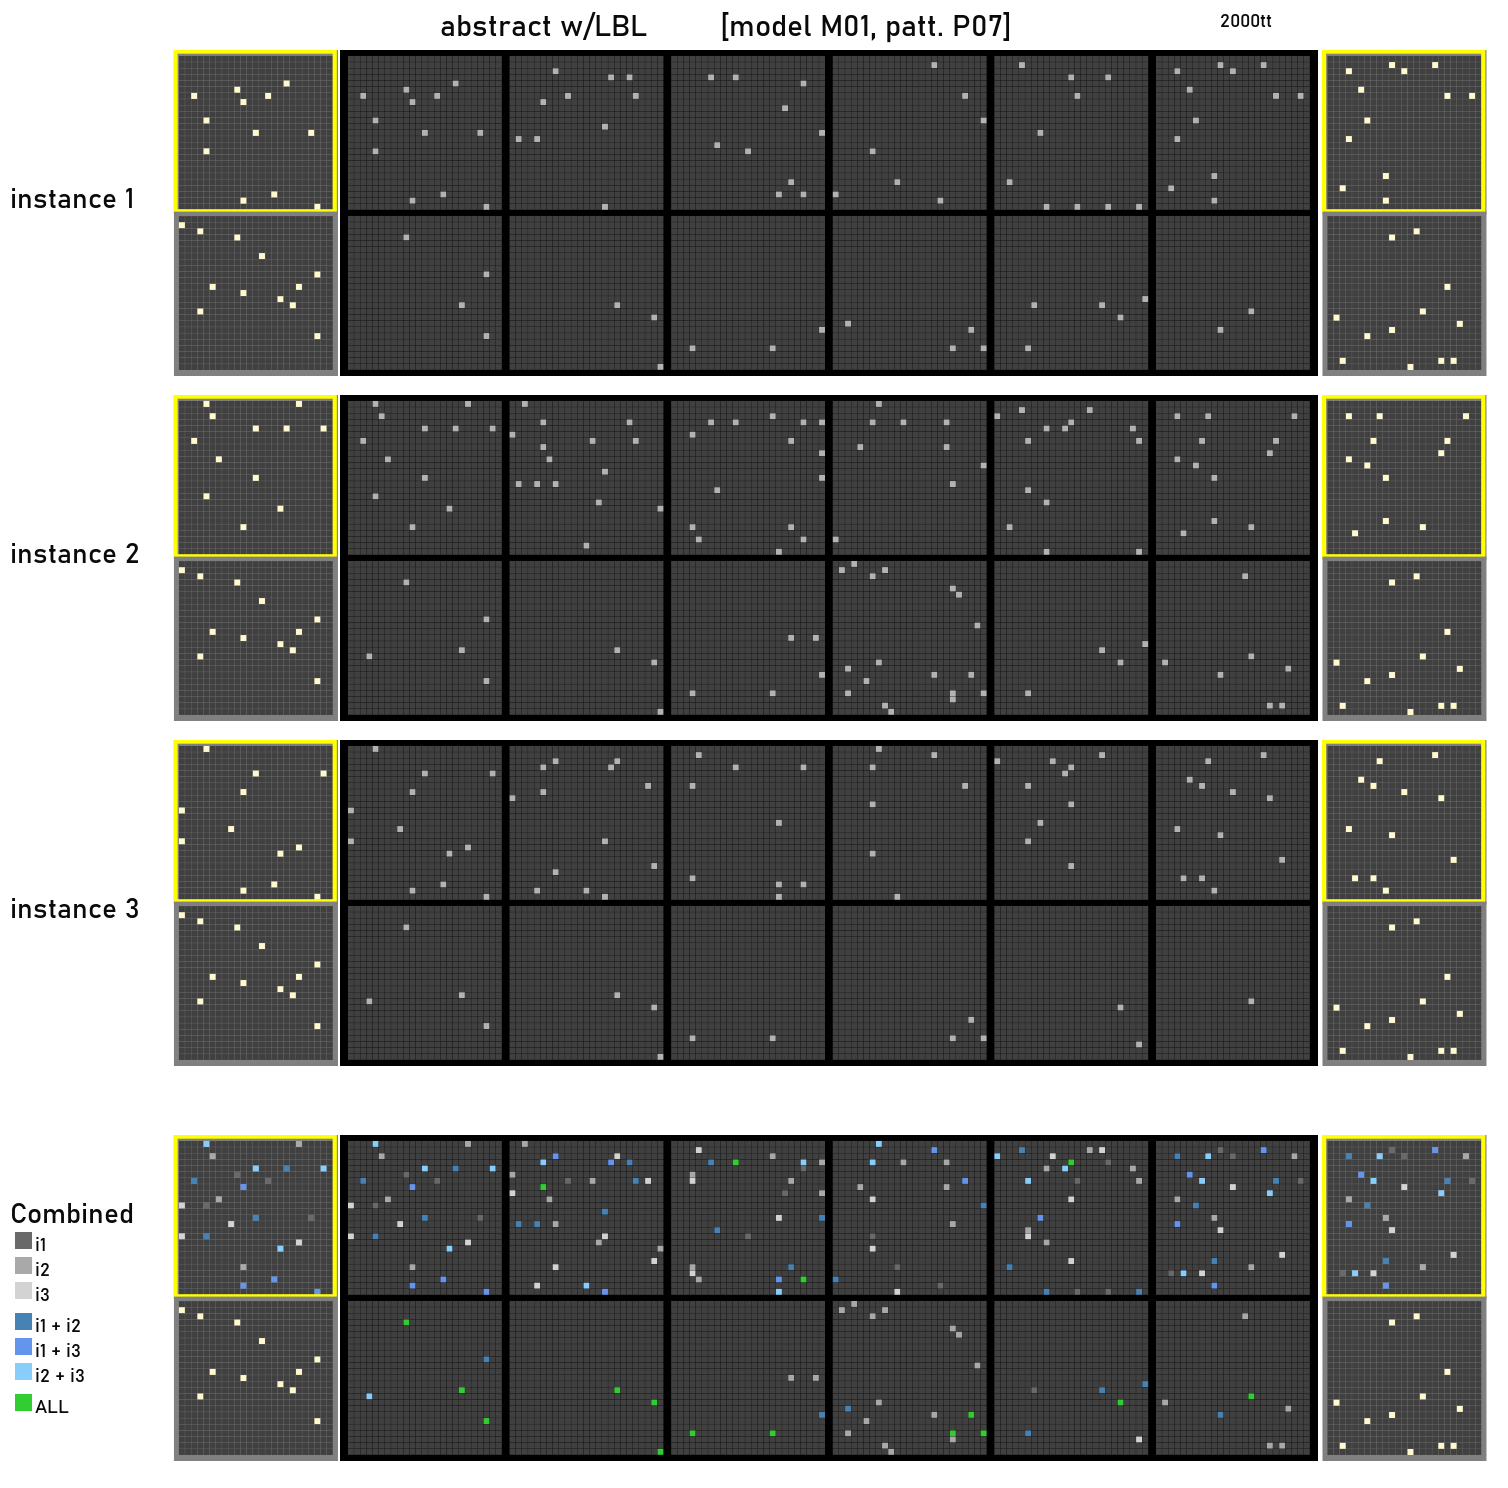 abstract w/LBL [model M01, patt. P07] 2000tt
instance 1
instance 2
instance 3
Combined
i1
i2
i3
i1 + i2
i1 + i3
i2 + i3
ALL